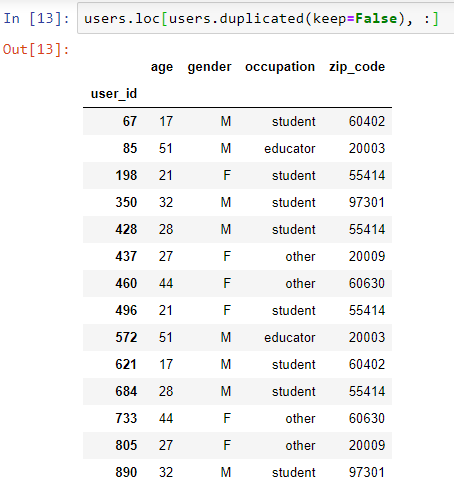 In [13]: users.loc[users.duplicated(keep=False), :]
Out[13]:
age gender occupation zip_code
user_id
67 17 M student 60402
85 51 M educator 20003
198 21 F student 55414
350 32 M student 97301
428 28 M student 55414
437 27 F other 20009
460 44 F other 60630
496 21 F student 55414
572 51 M educator 20003
621 17 M student 60402
684 28 M student 55414
733 44 F other 60630
805 27 F other 20009
890 32 M student 97301